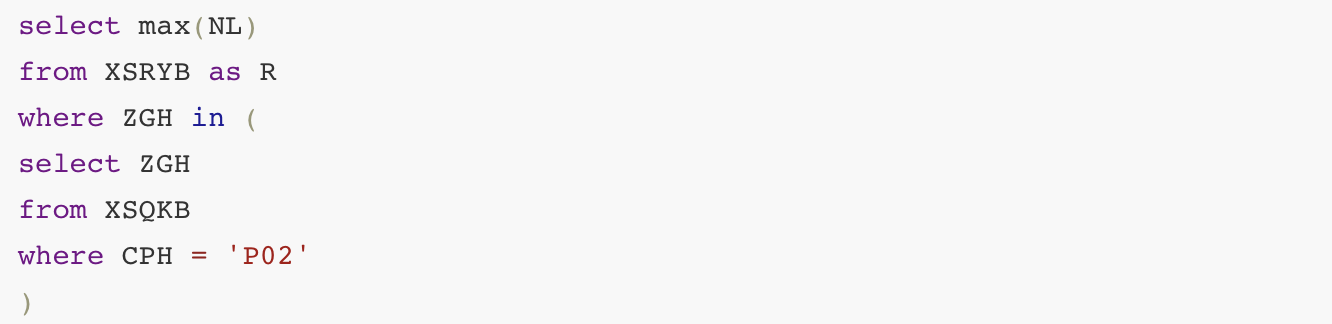 select max(NL)
from XSRYB as R
where ZGH in (
select ZGH
from XSQKB
where CPH = 'P02'
)